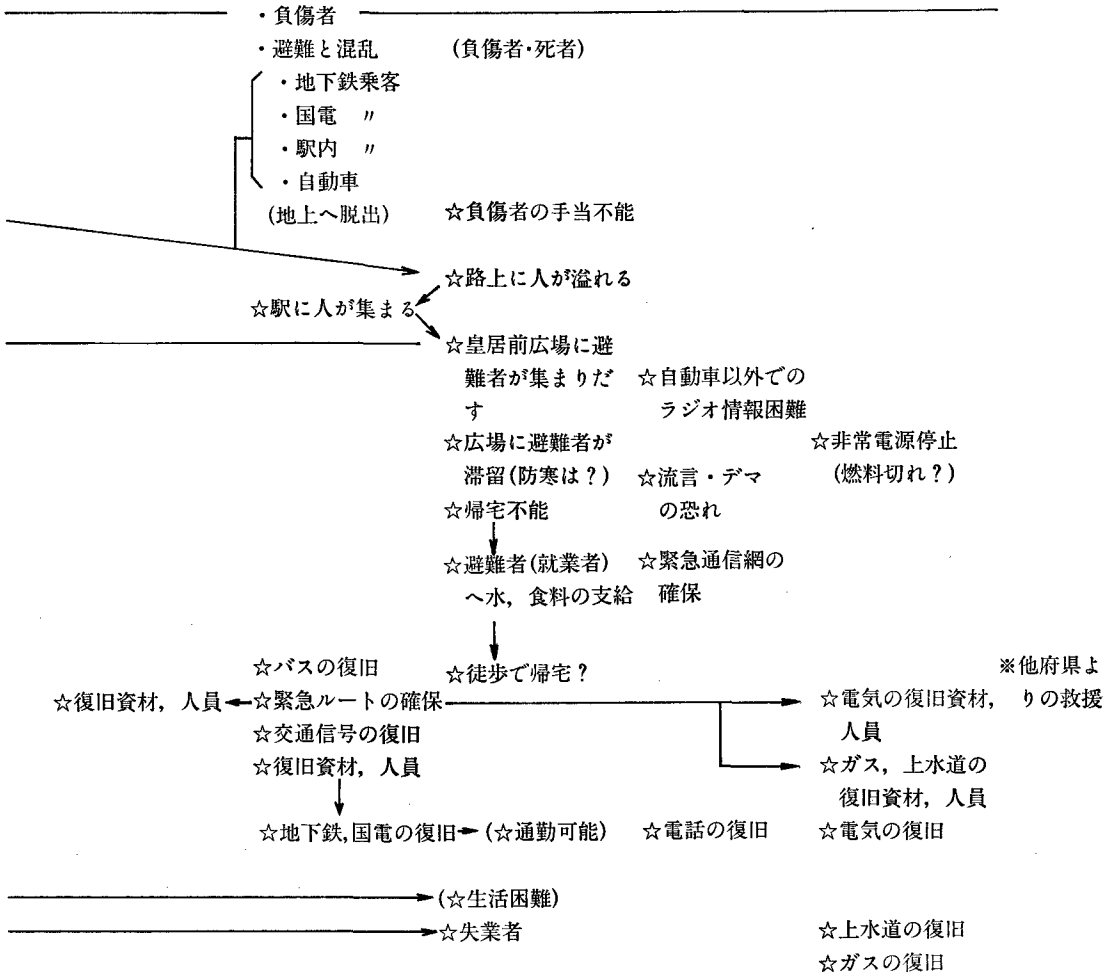 ・負傷者
・避難と混乱 (負傷者・死者)
・地下鉄乗客
・国電 〃
・駅内 〃
・自動車
(地上へ脱出) ☆負傷者の手当不能
☆路上に人が溢れる
☆駅に人が集まる
☆皇居前広場に避
難者が集まりだ ☆自動車以外での
す ラジオ情報困難
☆広場に避難者が ☆非常電源停止
滞留(防寒は?) ☆流言・デマ (燃料切れ?)
☆帰宅不能 の恐れ
☆避難者(就業者) ☆緊急通信網の
へ水, 食料の支給 確保
☆バスの復旧 ☆徒歩で帰宅? ※他府県よ
☆復旧資材, 人員 ☆緊急ルートの確保 ☆電気の復旧資材, りの救援
☆交通信号の復旧 人員
☆復旧資材, 人員 ☆ガス, 上水道の
復旧資材, 人員
☆地下鉄,国電の復旧 (☆通勤可能) ☆電話の復旧 ☆電気の復旧
(☆生活困難)
☆失業者 ☆上水道の復旧
☆ガスの復旧